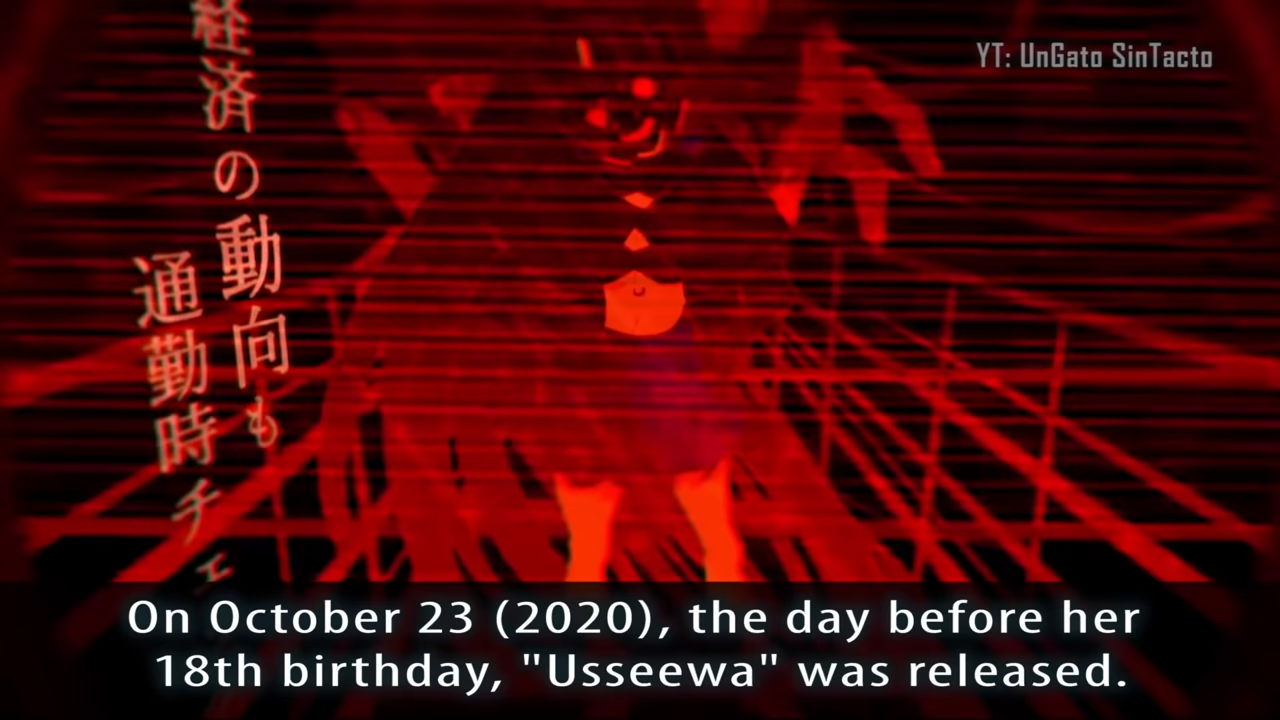 YT: UnGato SinTacto
経済の動向も
通勤時チェ
On October 23 (2020), the day before her
18th birthday, "Usseewa" was released.